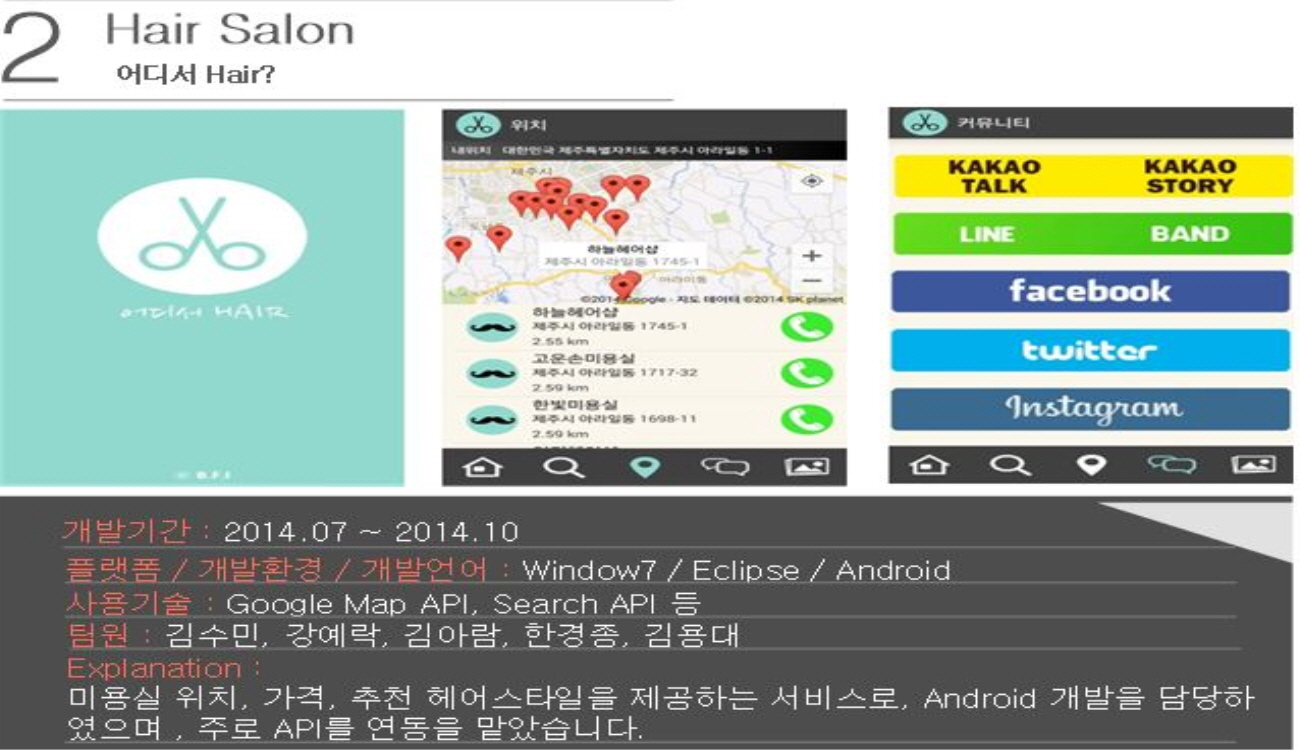 2 Hair Salon
어디서 Hair?
어디서 HAIR
위치
내위치 대한민국 제주특별자치도 제주시 아라일동 1-1
제주시
하늘헤어샵
제주시 아라일동 1745-1
아라이동
©2014 Google - 지도 데이터 ©2014 SK planet
하늘헤어샵
제주시 아라일동 1745-1
2.55 km
고운손미용실
제주시 아라일동 1717-32
2.59 km
한빛미용실
제주시 아라일동 1698-11
2.59 km
커뮤니티
KAKAO TALK
KAKAO STORY
LINE
BAND
facebook
twitter
Instagram
개발기간 : 2014.07 ~ 2014.10
플랫폼 / 개발환경 / 개발언어 : Window7 / Eclipse / Android
사용기술 : Google Map API, Search API 등
팀원 : 김수민, 강예락, 김아람, 한경종, 김용대
Explanation :
미용실 위치, 가격, 추천 헤어스타일을 제공하는 서비스로, Android 개발을 담당하
였으며 , 주로 API를 연동을 맡았습니다.